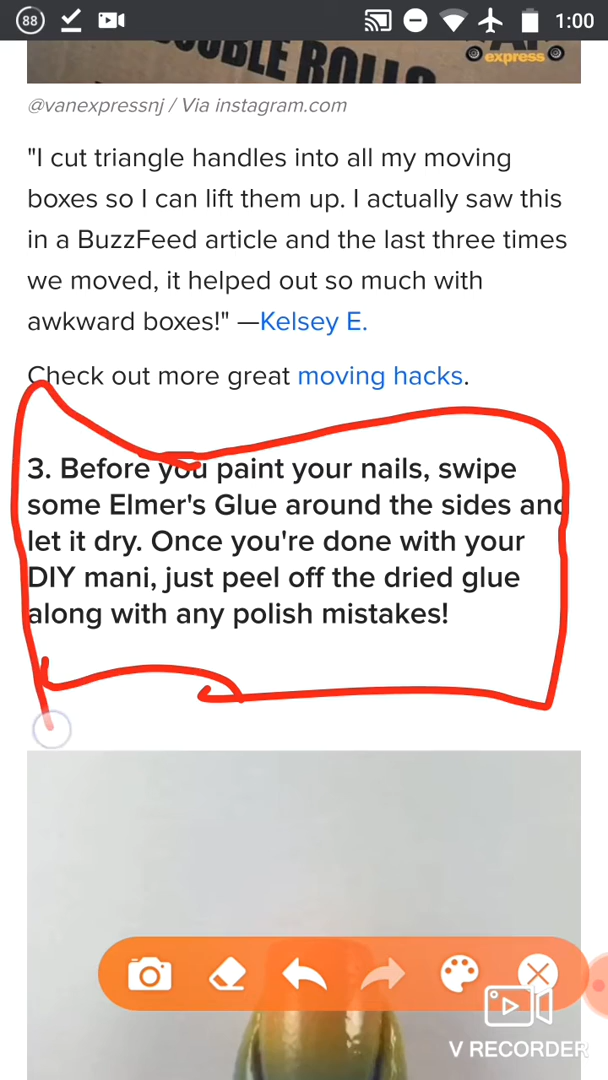 88
1:00
DOUBLE ROLLS
express
@vanexpressnj / Via instagram.com
"I cut triangle handles into all my moving
boxes so I can lift them up. I actually saw this
in a BuzzFeed article and the last three times
we moved, it helped out so much with
awkward boxes!" —Kelsey E.
Check out more great moving hacks.
3. Before you paint your nails, swipe
some Elmer's Glue around the sides and
let it dry. Once you're done with your
DIY mani, just peel off the dried glue
along with any polish mistakes!
V RECORDER